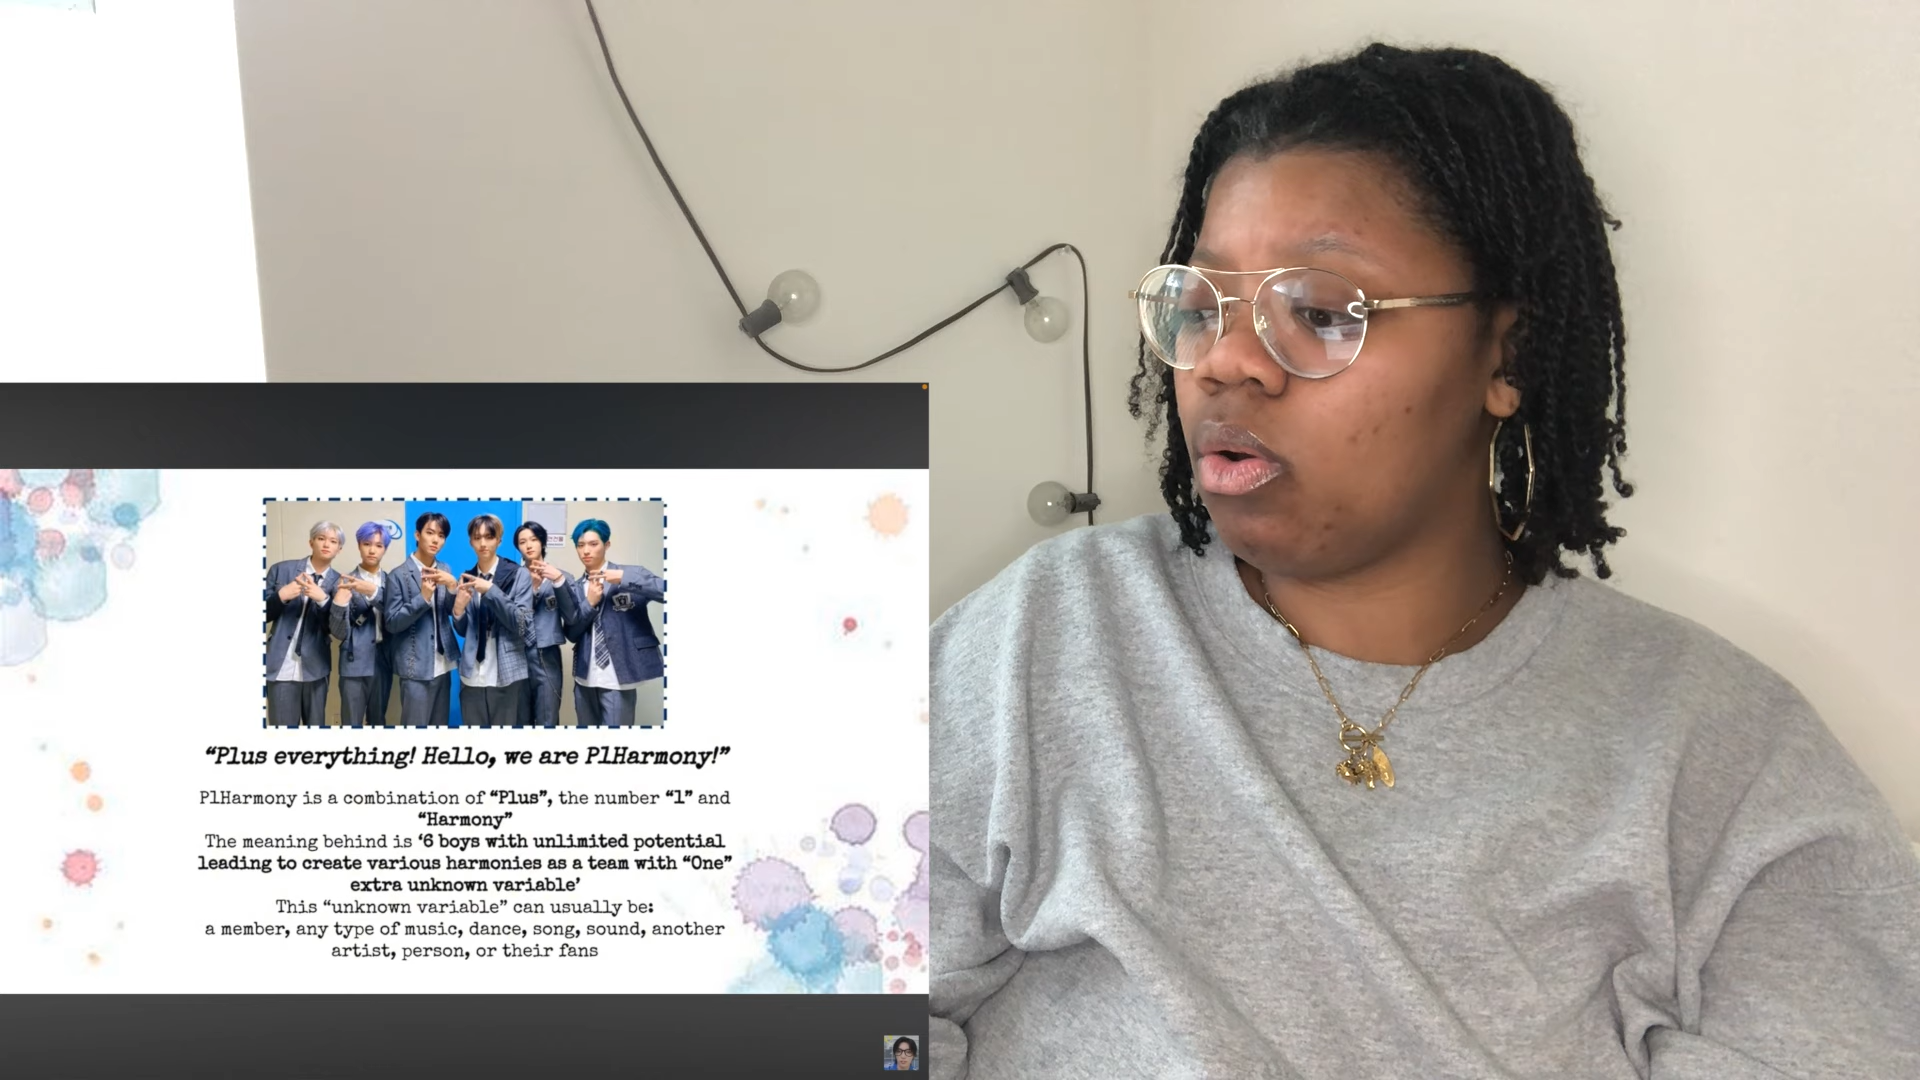 “Plus everything! Hello, we are P1Harmony!”
P1Harmony is a combination of “Plus”, the number “1” and
“Harmony”
The meaning behind is ‘6 boys with unlimited potential
leading to create various harmonies as a team with “One”
extra unknown variable’
This “unknown variable” can usually be:
a member, any type of music, dance, song, sound, another
artist, person, or their fans